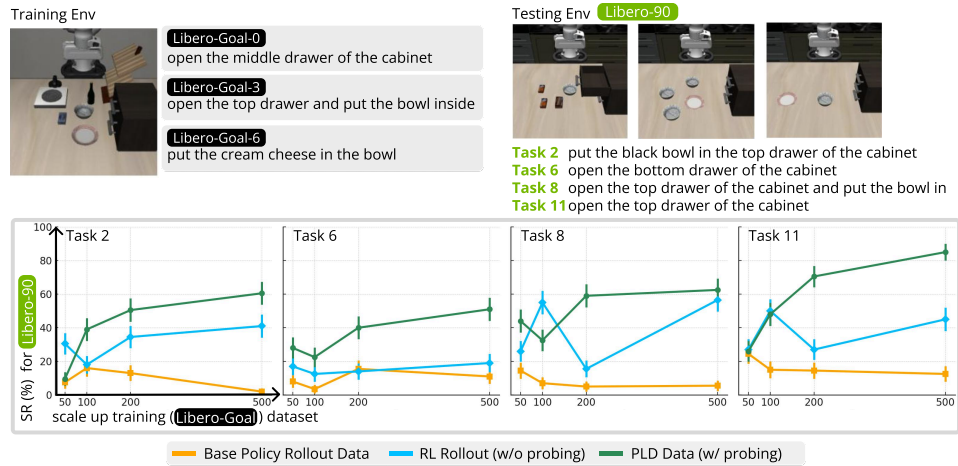 Training Env
Libero-Goal-0
open the middle drawer of the cabinet
Libero-Goal-3
open the top drawer and put the bowl inside
Libero-Goal-6
put the cream cheese in the bowl
Testing Env Libero-90
Task 2 put the black bowl in the top drawer of the cabinet
Task 6 open the bottom drawer of the cabinet
Task 8 open the top drawer of the cabinet and put the bowl in
Task 11 open the top drawer of the cabinet
SR (%) for Libero-90
100
80
60
40
20
0
Task 2
50 100 200 500
Task 6
50 100 200 500
Task 8
50 100 200 500
Task 11
50 100 200 500
scale up training (Libero-Goal) dataset
Base Policy Rollout Data
RL Rollout (w/o probing)
PLD Data (w/ probing)